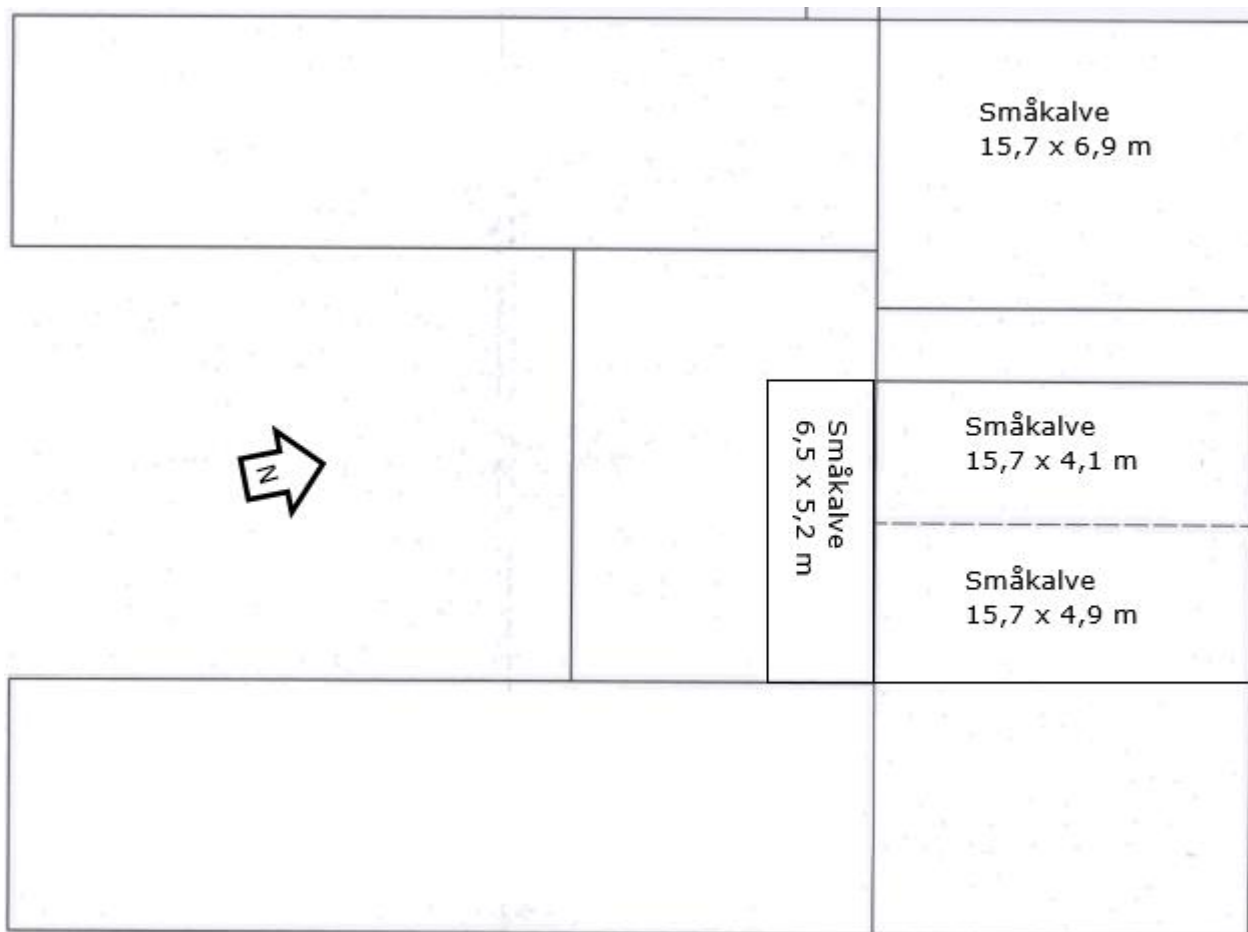 Småkalve
15,7 x 6,9 m
Småkalve
6,5 x 5,2 m
Småkalve
15,7 x 4,1 m
Småkalve
15,7 x 4,9 m
N